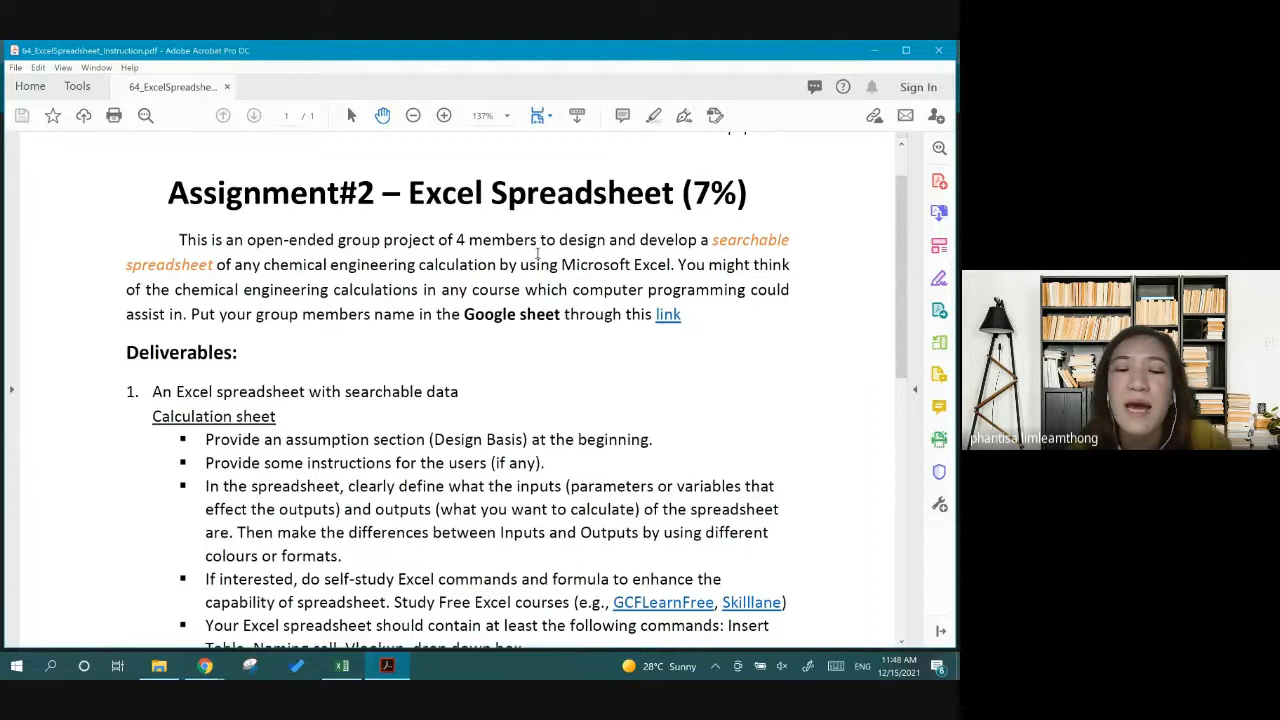 64_ExcelSpreadsheet_Instruction.pdf - Adobe Acrobat Pro DC
File Edit View Window Help
Home Tools 64_ExcelSpreadshe... × Sign In
1 / 1 137%
Assignment#2 – Excel Spreadsheet (7%)
This is an open-ended group project of 4 members to design and develop a searchable
spreadsheet of any chemical engineering calculation by using Microsoft Excel. You might think
of the chemical engineering calculations in any course which computer programming could
assist in. Put your group members name in the Google sheet through this link
Deliverables:
1. An Excel spreadsheet with searchable data
Calculation sheet
▪ Provide an assumption section (Design Basis) at the beginning.
▪ Provide some instructions for the users (if any).
▪ In the spreadsheet, clearly define what the inputs (parameters or variables that
effect the outputs) and outputs (what you want to calculate) of the spreadsheet
are. Then make the differences between Inputs and Outputs by using different
colours or formats.
▪ If interested, do self-study Excel commands and formula to enhance the
capability of spreadsheet. Study Free Excel courses (e.g., GCFLearnFree, Skilllane)
▪ Your Excel spreadsheet should contain at least the following commands: Insert
Table, Naming cell, Vlookup, drop down box
phantisa limleamthong
28°C Sunny ENG 11:48 AM
12/15/2021 6